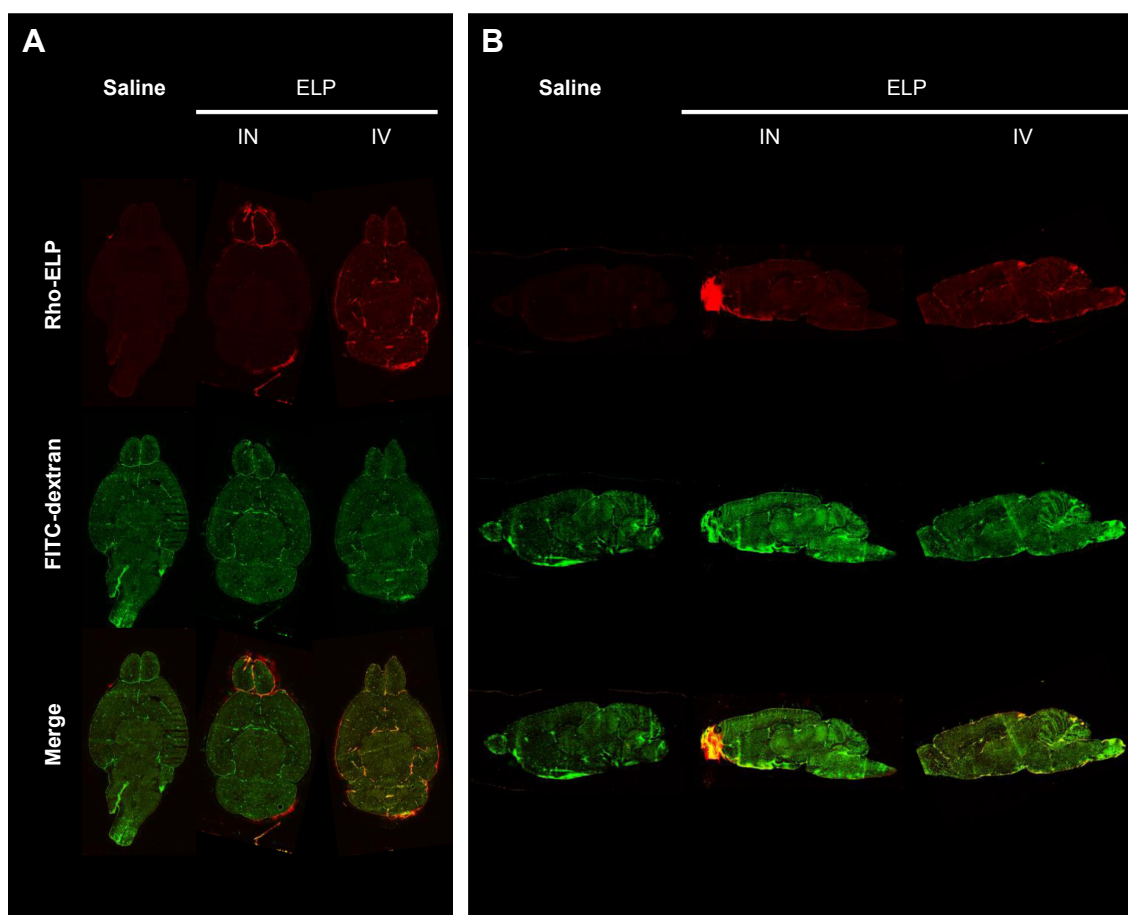 A
Saline
ELP
IN
IV
Rho-ELP
FITC-dextran
Merge
B
Saline
ELP
IN
IV